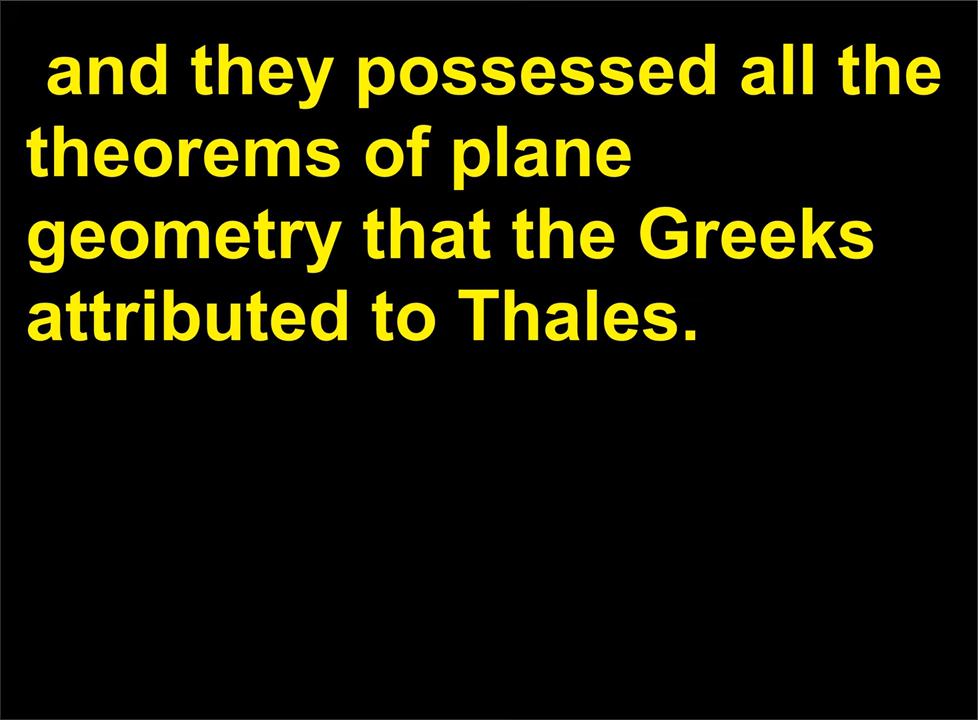 and they possessed all the
theorems of plane
geometry that the Greeks
attributed to Thales.